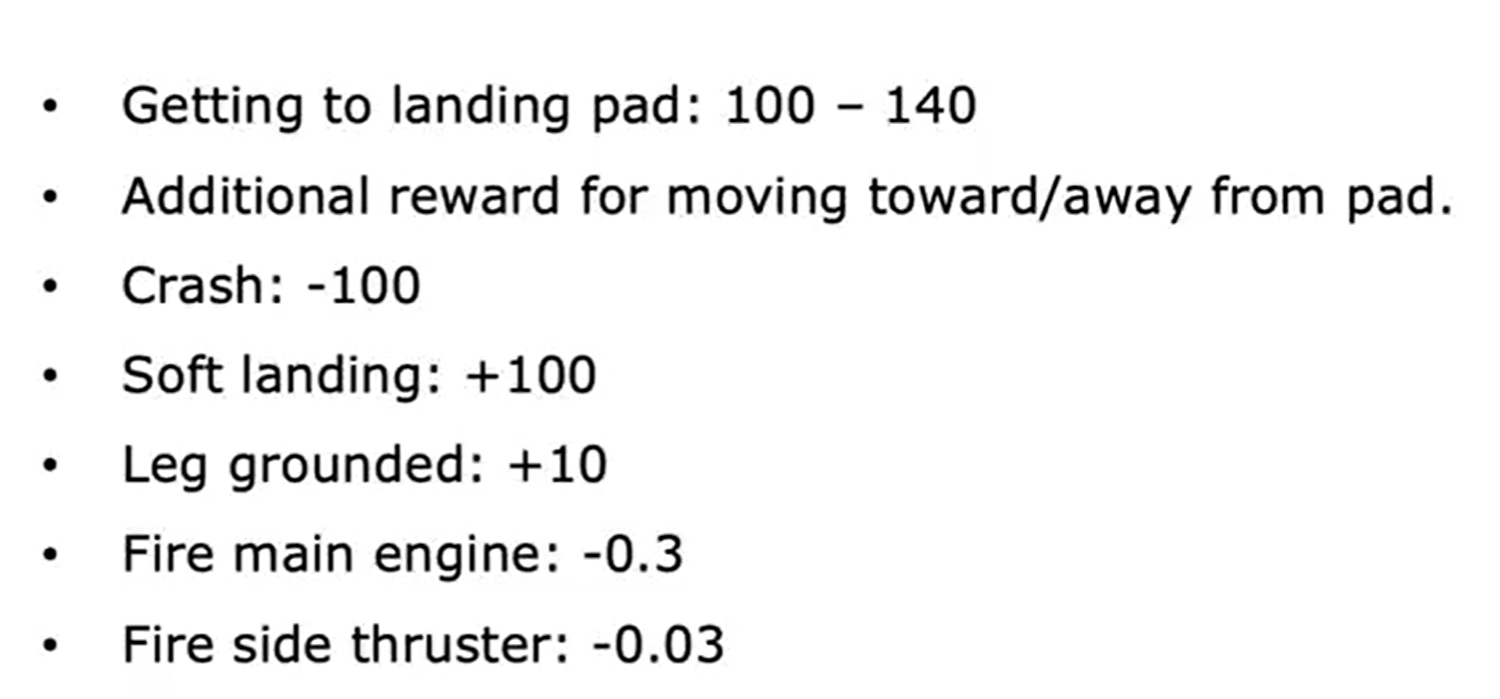 • Getting to landing pad: 100 – 140
• Additional reward for moving toward/away from pad.
• Crash: -100
• Soft landing: +100
• Leg grounded: +10
• Fire main engine: -0.3
• Fire side thruster: -0.03